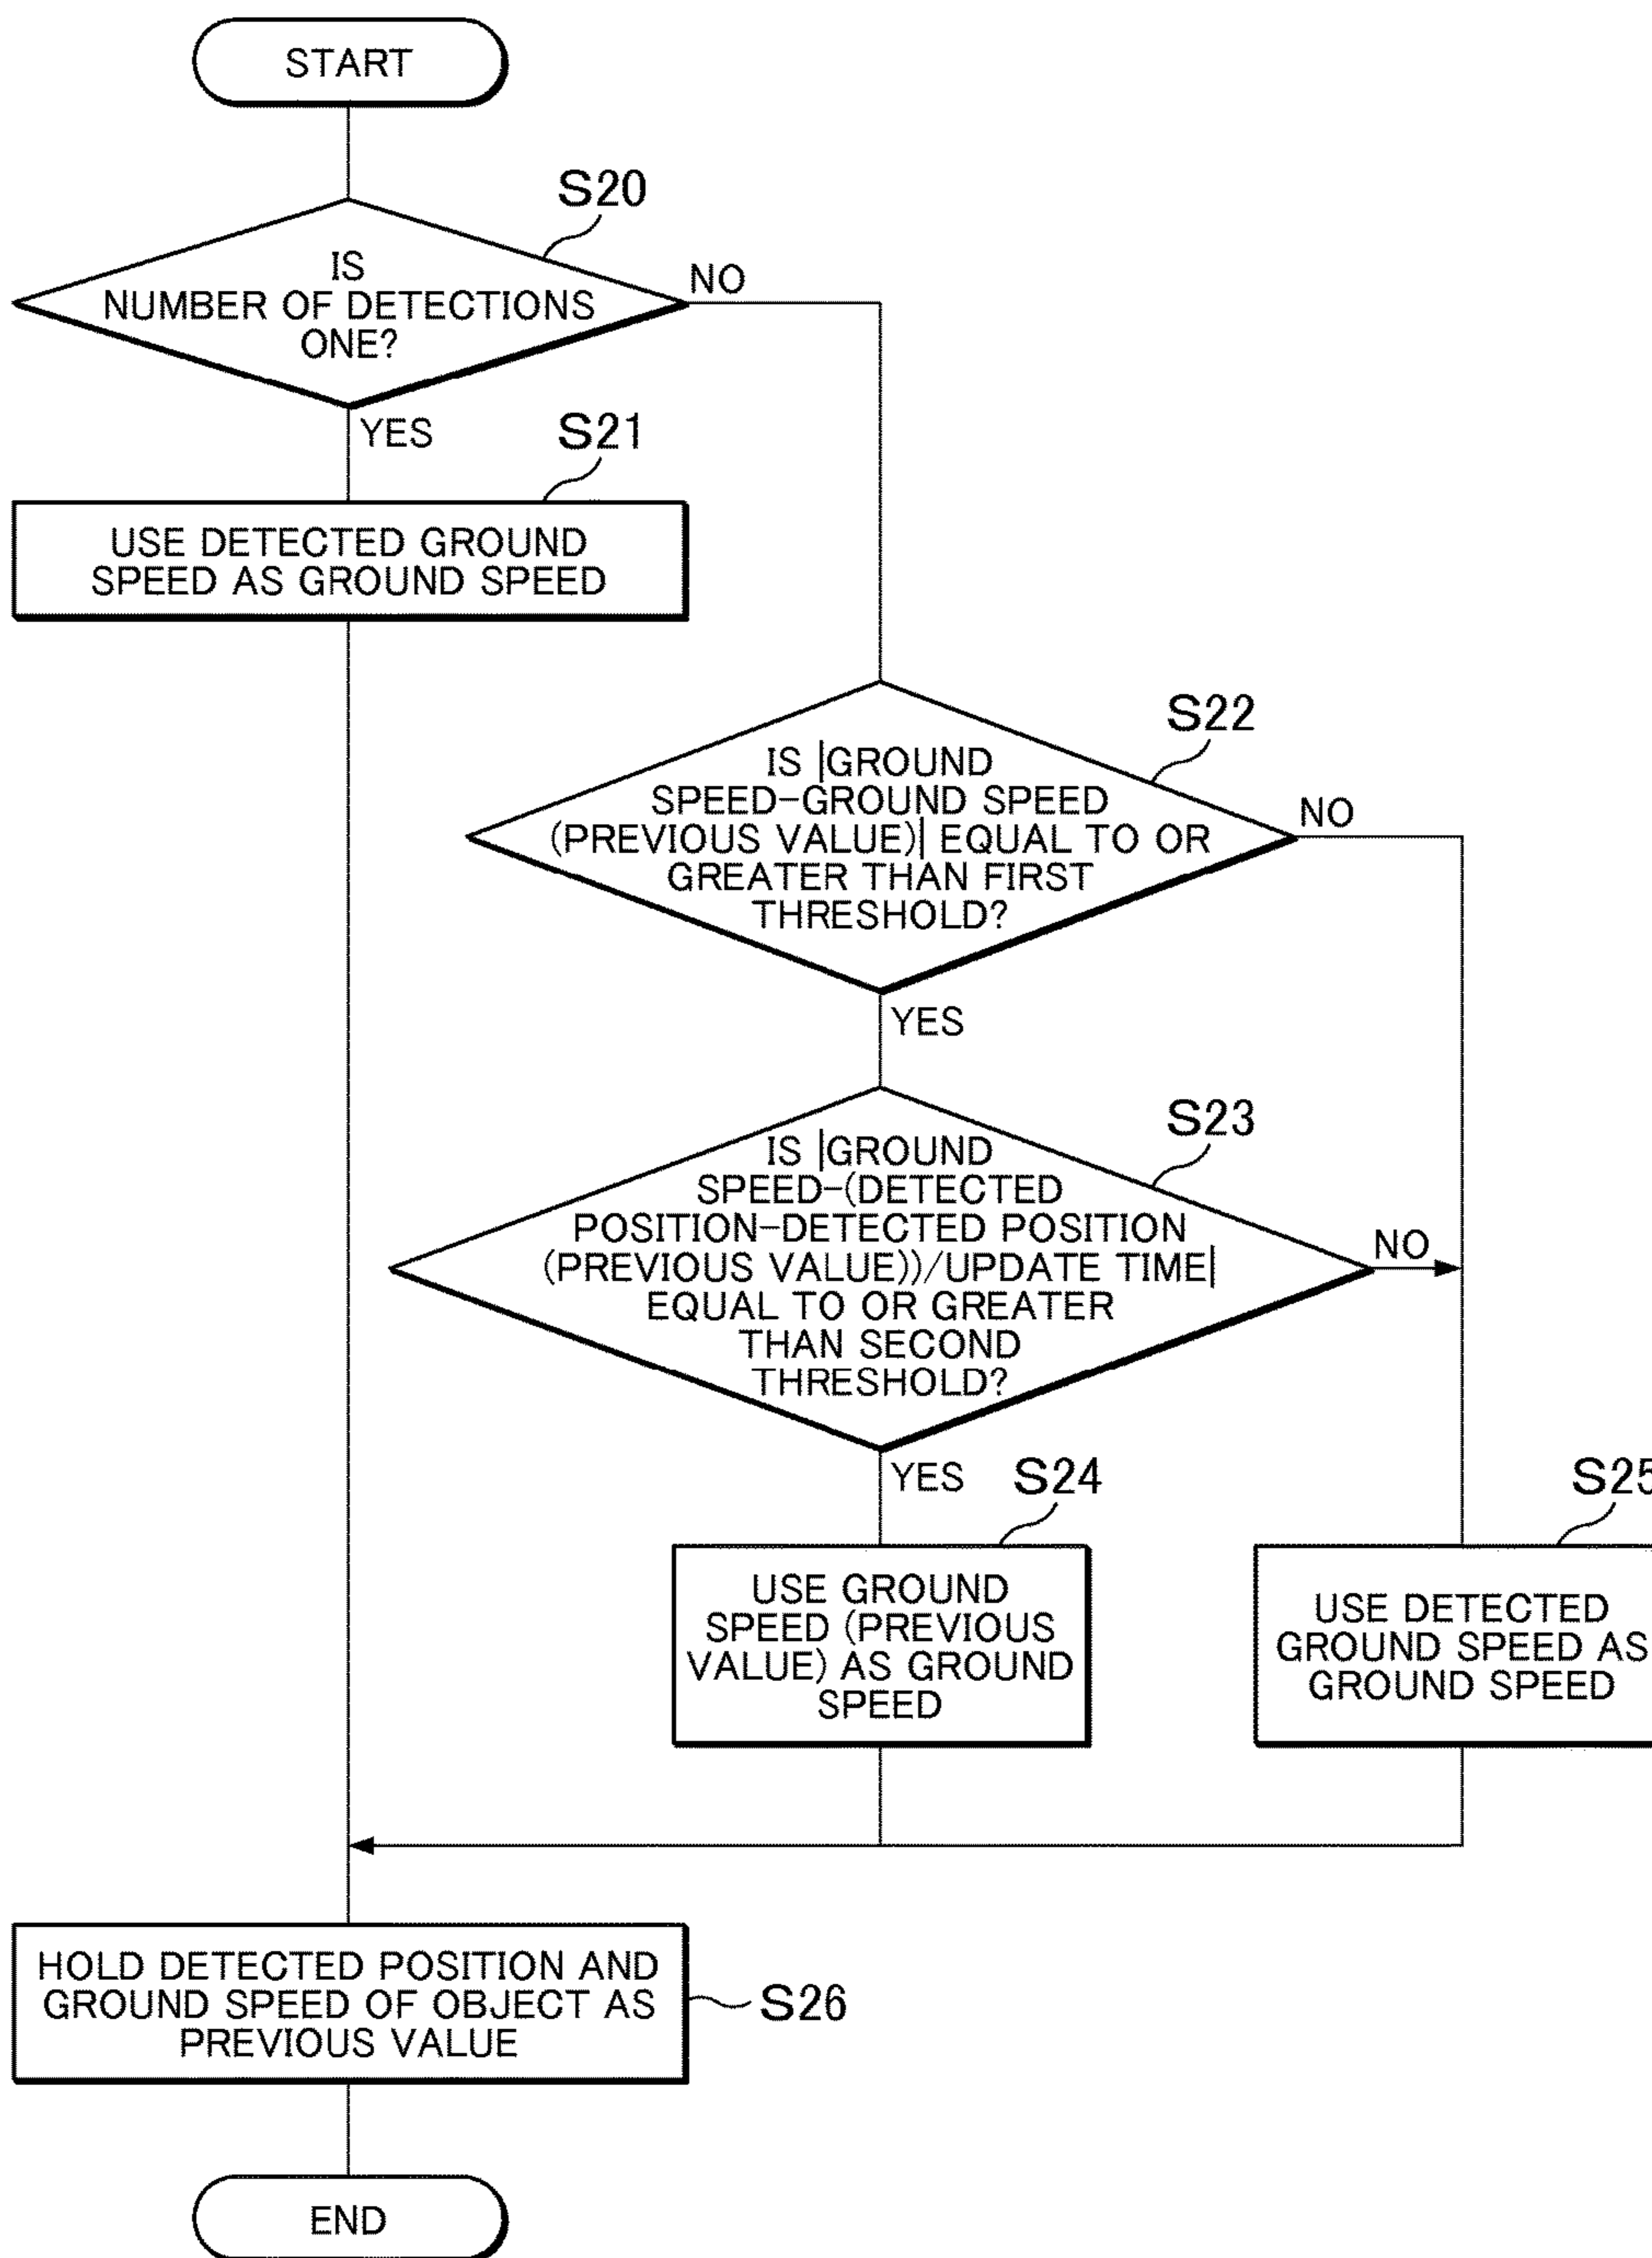 START
S20
IS
NUMBER OF DETECTIONS
ONE?
NO
YES
S21
USE DETECTED GROUND
SPEED AS GROUND SPEED
S22
IS |GROUND
SPEED-GROUND SPEED
(PREVIOUS VALUE)| EQUAL TO OR
GREATER THAN FIRST
THRESHOLD?
NO
YES
S23
IS |GROUND
SPEED-(DETECTED
POSITION-DETECTED POSITION
(PREVIOUS VALUE))/UPDATE TIME|
EQUAL TO OR GREATER
THAN SECOND
THRESHOLD?
NO
YES
S24
USE GROUND
SPEED (PREVIOUS
VALUE) AS GROUND
SPEED
S25
USE DETECTED
GROUND SPEED AS
GROUND SPEED
HOLD DETECTED POSITION AND
GROUND SPEED OF OBJECT AS
PREVIOUS VALUE
S26
END